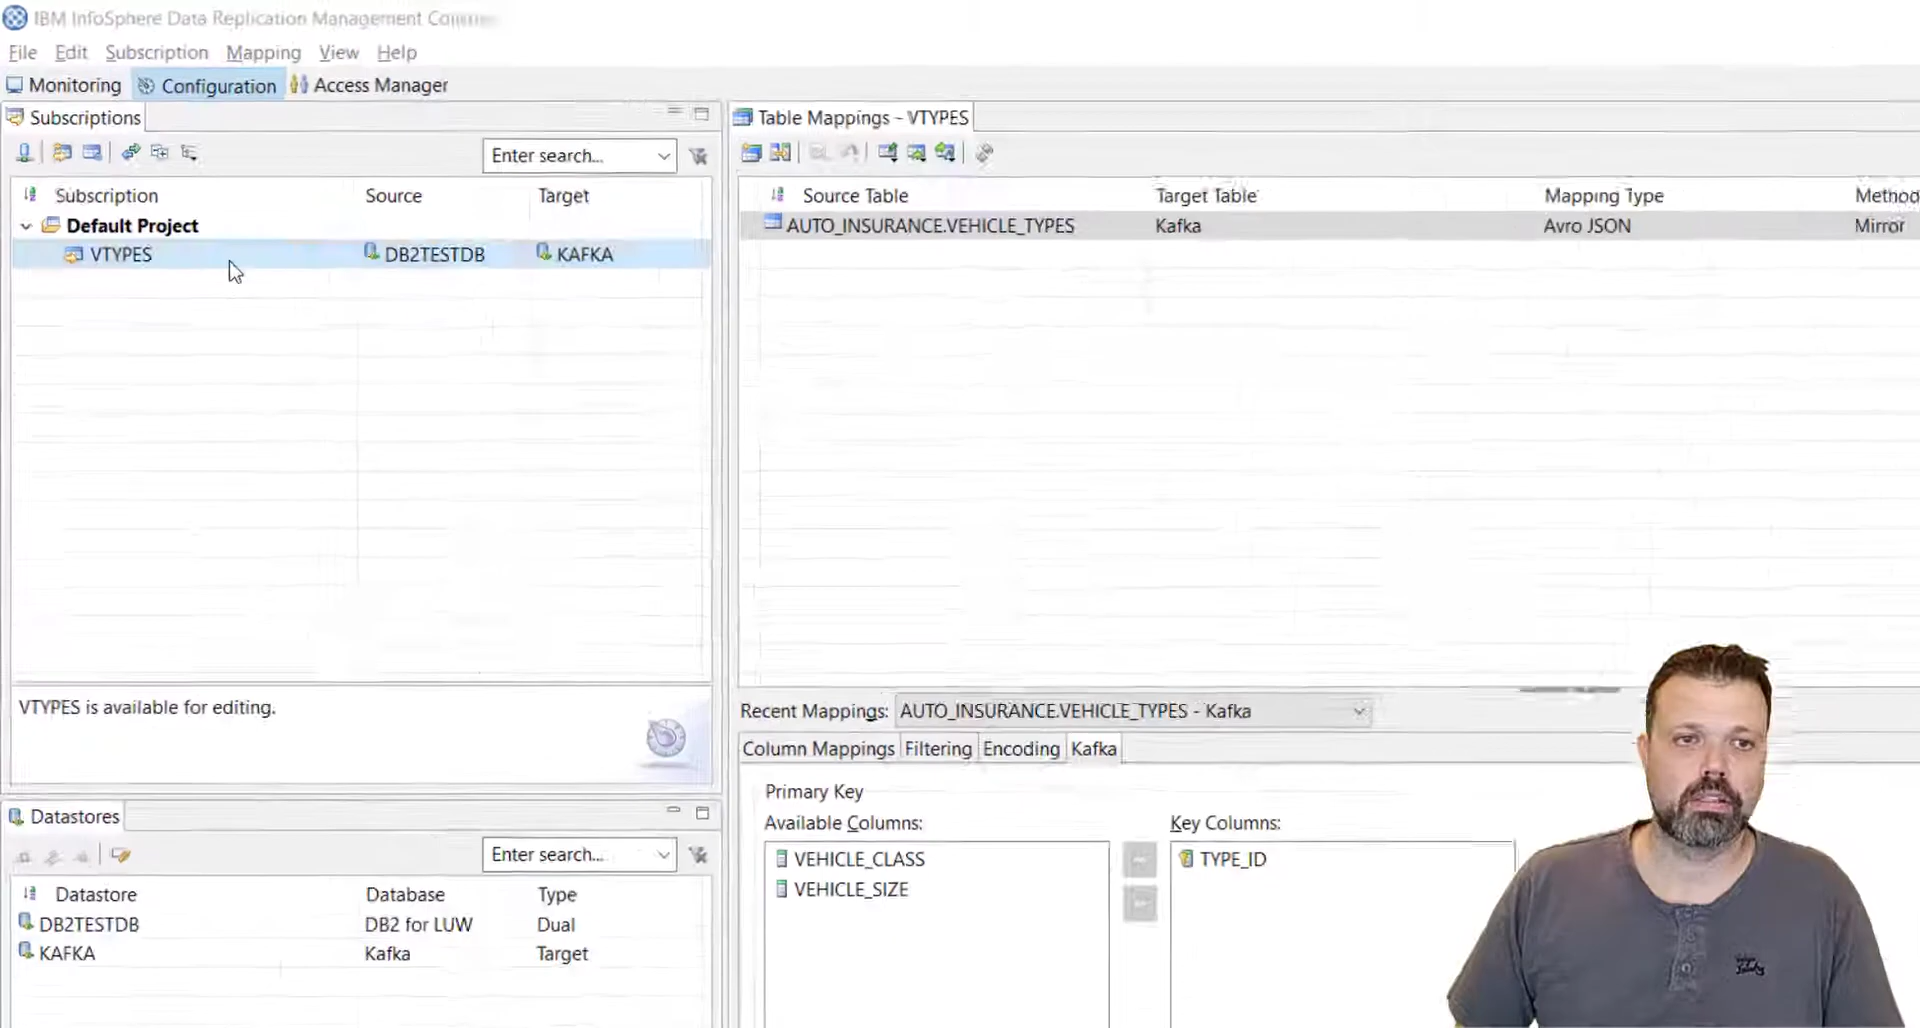 IBM InfoSphere Data Replication Management
File Edit Subscription Mapping View Help
Monitoring Configuration Access Manager
Subscriptions
Enter search...
Subscription Source Target
Default Project
VTYPES DB2TESTDB KAFKA
VTYPES is available for editing.
Datastores
Enter search...
Datastore Database Type
DB2TESTDB DB2 for LUW Dual
KAFKA Kafka Target
Table Mappings - VTYPES
Source Table Target Table Mapping Type Method
AUTO_INSURANCE.VEHICLE_TYPES Kafka Avro JSON Mirror
Recent Mappings: AUTO_INSURANCE.VEHICLE_TYPES - Kafka
Column Mappings Filtering Encoding Kafka
Primary Key
Available Columns: Key Columns:
VEHICLE_CLASS TYPE_ID
VEHICLE_SIZE